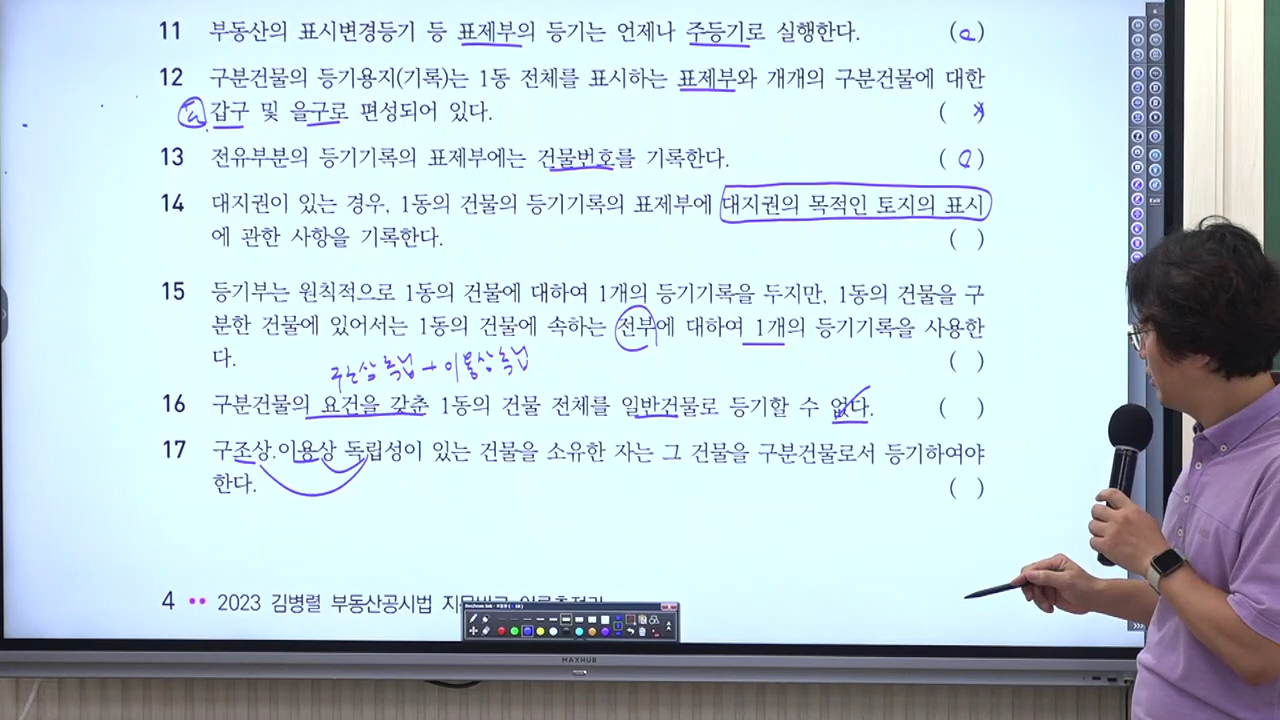 11 부동산의 표시변경등기 등 표제부의 등기는 언제나 주등기로 실행한다. ( )
12 구분건물의 등기용지(기록)는 1동 전체를 표시하는 표제부와 개개의 구분건물에 대한
갑구 및 을구로 편성되어 있다. ( X )
13 전유부분의 등기기록의 표제부에는 건물번호를 기록한다. ( O )
14 대지권이 있는 경우, 1동의 건물의 등기기록의 표제부에 대지권의 목적인 토지의 표시
에 관한 사항을 기록한다. ( )
15 등기부는 원칙적으로 1동의 건물에 대하여 1개의 등기기록을 두지만, 1동의 건물을 구
분한 건물에 있어서는 1동의 건물에 속하는 전부에 대하여 1개의 등기기록을 사용한
다. ( )
구조상 독립 + 이용상 독립
16 구분건물의 요건을 갖춘 1동의 건물 전체를 일반건물로 등기할 수 없다. ( )
17 구조상.이용상 독립성이 있는 건물을 소유한 자는 그 건물을 구분건물로서 등기하여야
한다. ( )
4 •• 2023 김병렬 부동산공시법
MAXHUB